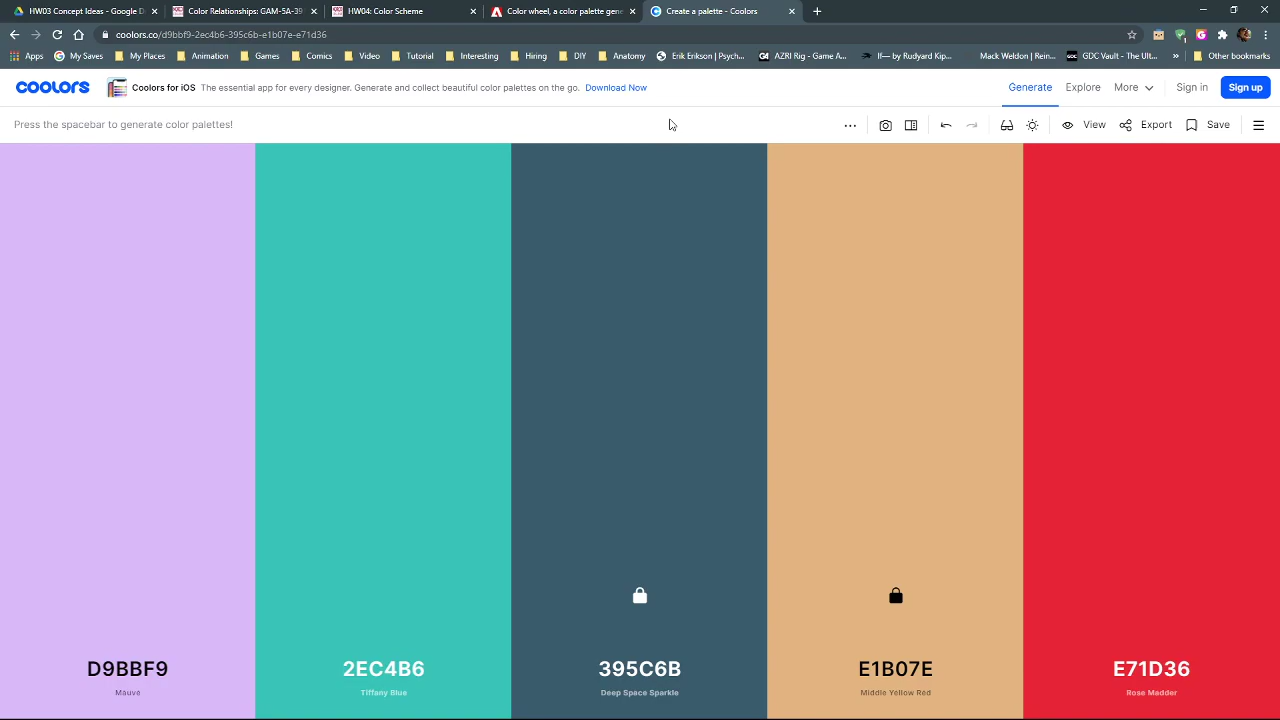 HW03 Concept Ideas - Google D
Color Relationships: GAM-5A-39
HW04: Color Scheme
Color wheel, a color palette gene
Create a palette - Coolors
coolors.co/d9bbf9-2ec4b6-395c6b-e1b07e-e71d36
Apps
My Saves
My Places
Animation
Games
Comics
Video
Tutorial
Interesting
Hiring
DIY
Anatomy
Erik Erikson | Psych...
AZRI Rig - Game A...
If— by Rudyard Kip...
Mack Weldon | Rein...
GDC Vault - The Ult...
»
Other bookmarks
coolors
Coolors for iOS The essential app for every designer. Generate and collect beautiful color palettes on the go. Download Now
Generate
Explore
More
Sign in
Sign up
Press the spacebar to generate color palettes!
View
Export
Save
D9BBF9
Mauve
2EC4B6
Tiffany Blue
395C6B
Deep Space Sparkle
E1B07E
Middle Yellow Red
E71D36
Rose Madder